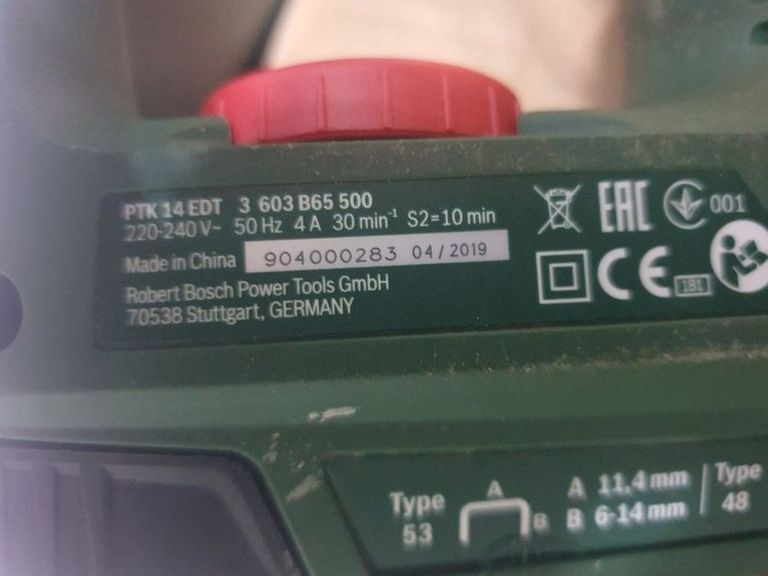 PTK 14 EDT 3 603 B65 500
220-240 V~ 50 Hz 4 A 30 min⁻¹ S2=10 min
Made in China 904000283 04/2019
Robert Bosch Power Tools GmbH
70538 Stuttgart, GERMANY
EAC 001
CE 1B1
Type 53
A
B
A 11,4 mm
B 6-14 mm
Type 48